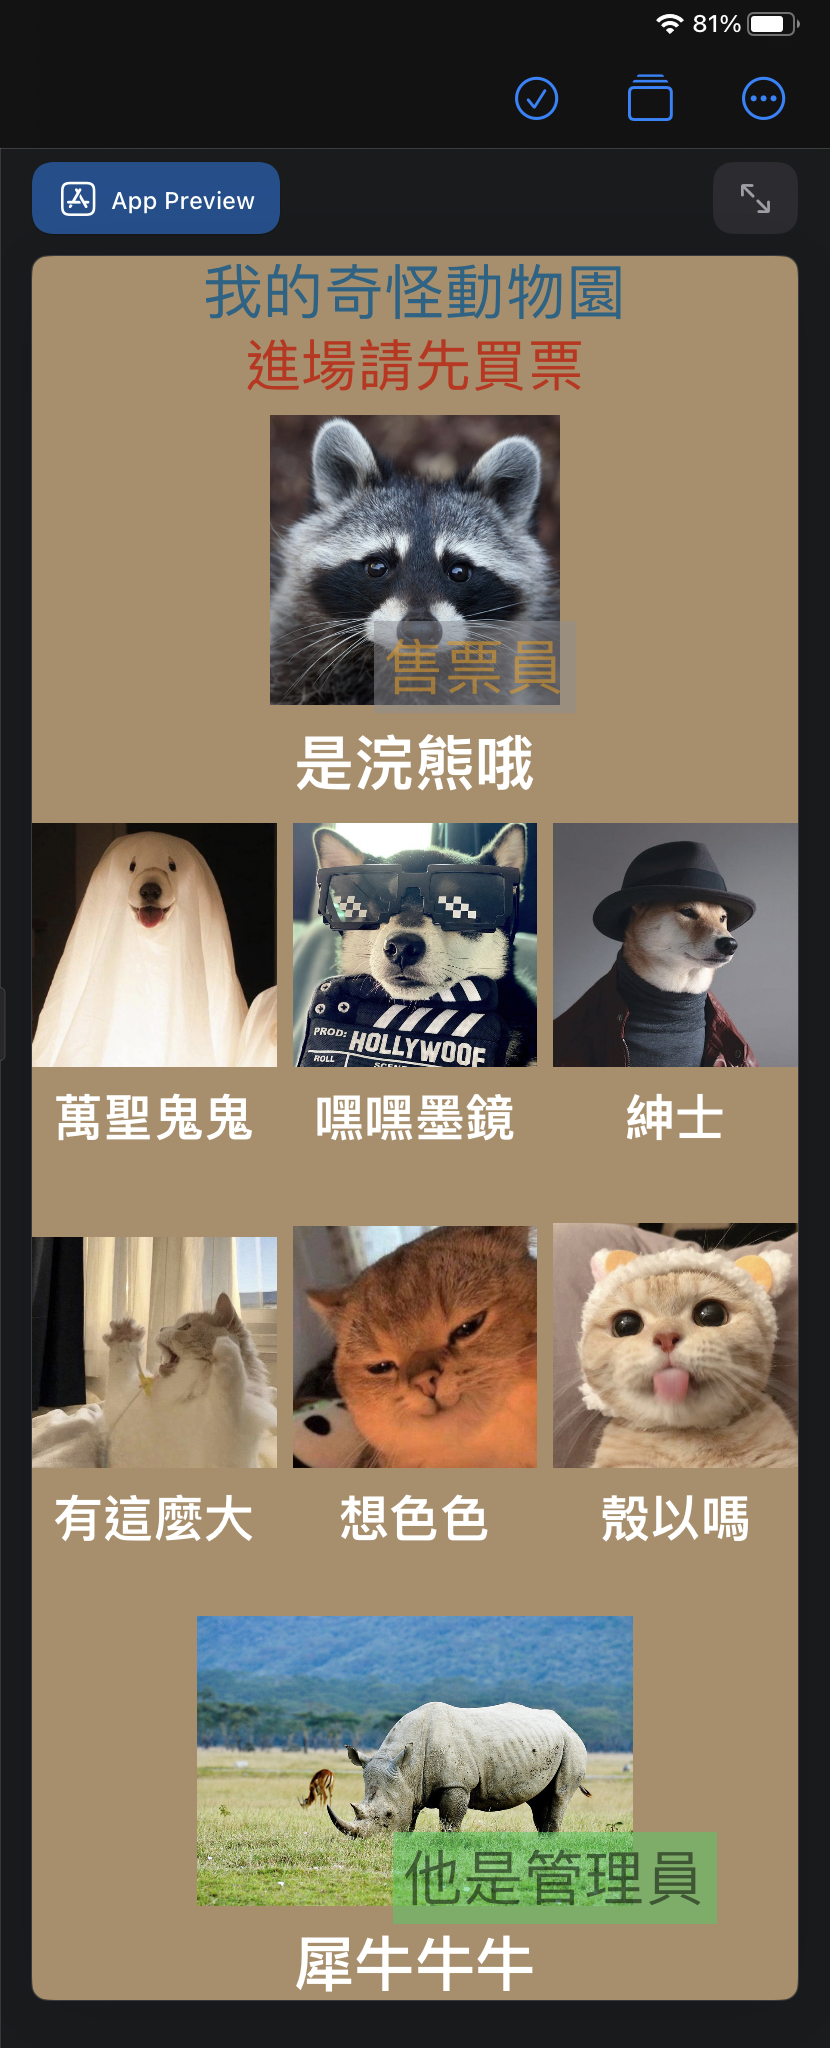 81%
App Preview
我的奇怪動物園
進場請先買票
售票員
是浣熊哦
PROD: HOLLYWOOF
ROLL SCENE
萬聖鬼鬼 嘿嘿墨鏡 紳士
有這麼大 想色色 殼以嗎
他是管理員
犀牛牛牛